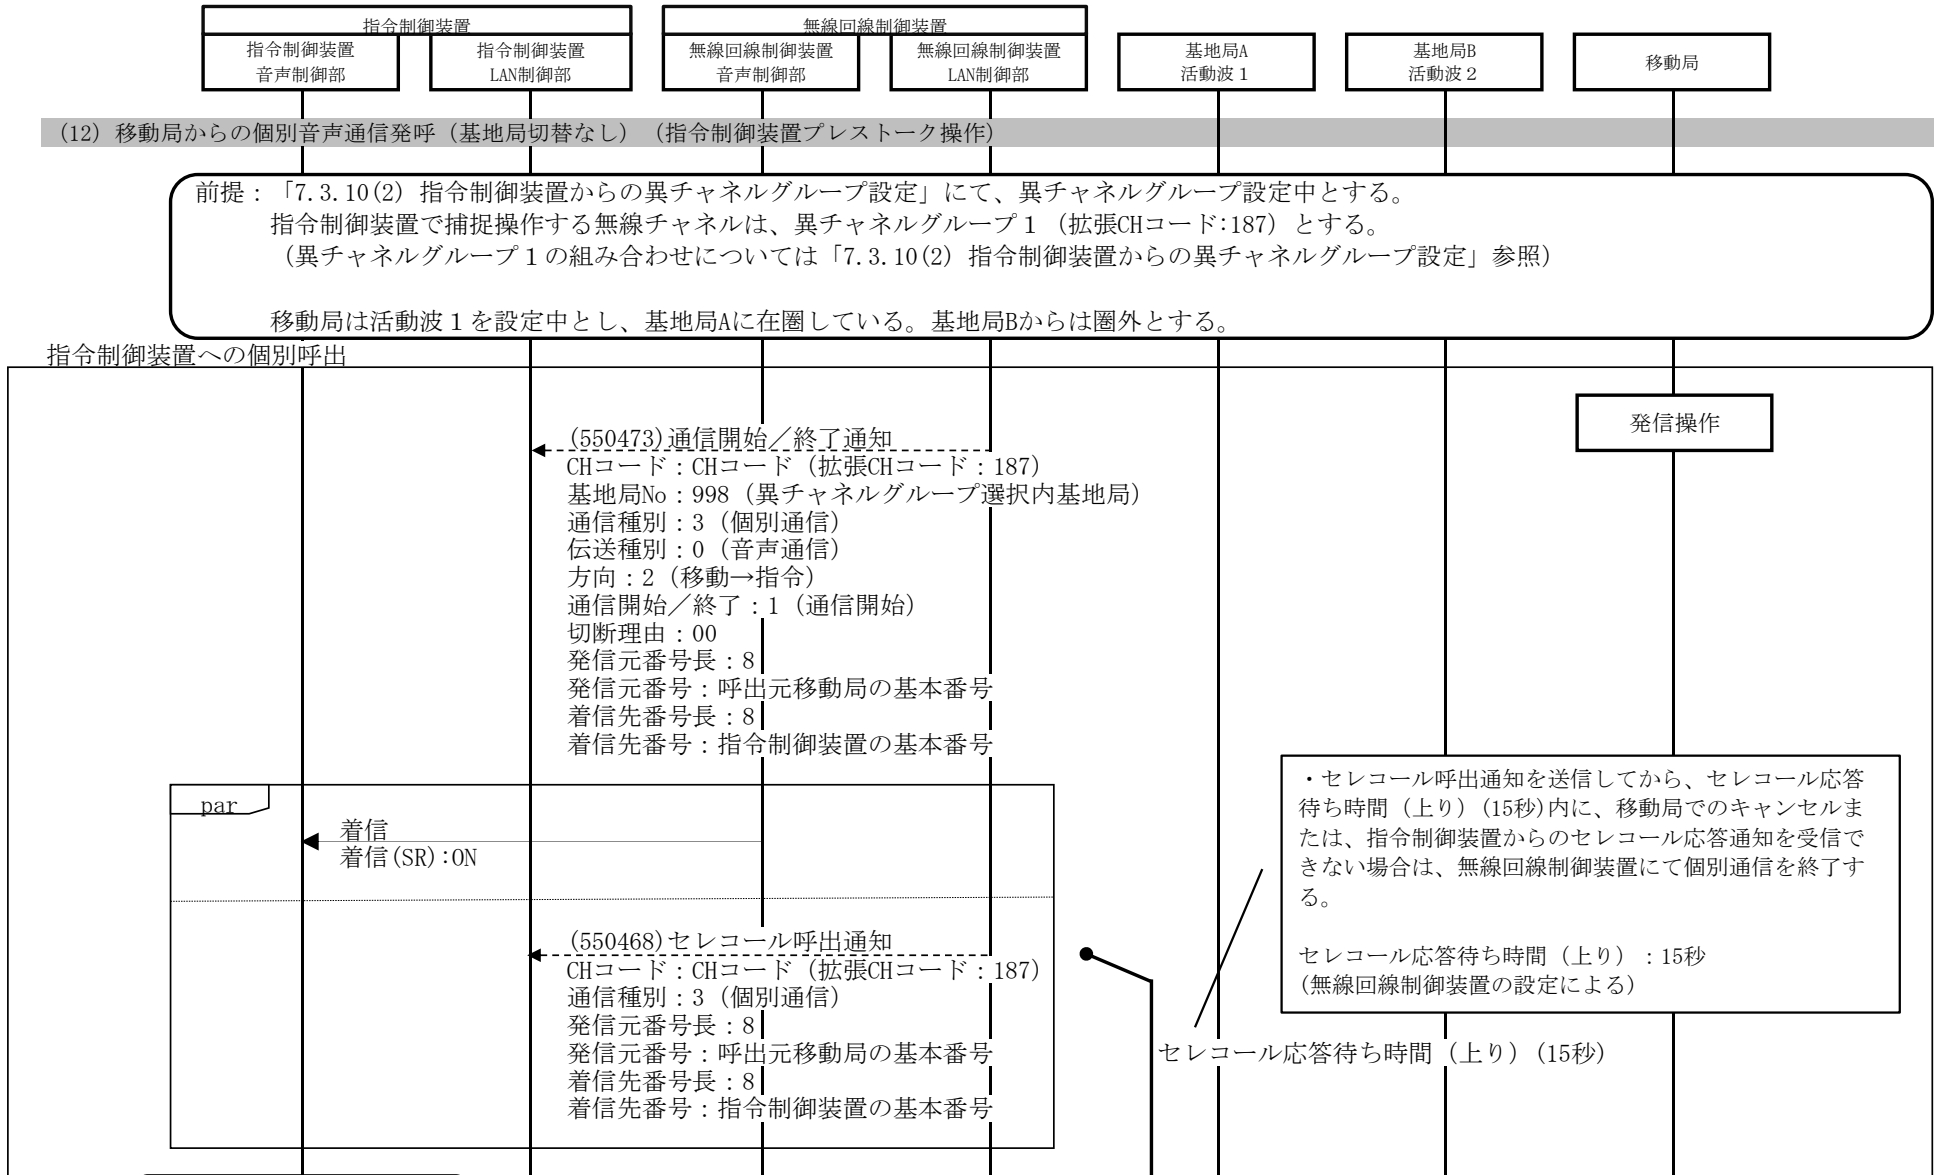 指令制御装置
無線回線制御装置
指令制御装置
音声制御部
指令制御装置
LAN制御部
無線回線制御装置
音声制御部
無線回線制御装置
LAN制御部
基地局A
活動波１
基地局B
活動波２
移動局
(12) 移動局からの個別音声通信発呼（基地局切替なし）（指令制御装置プレストーク操作）
前提：「7.3.10(2) 指令制御装置からの異チャネルグループ設定」にて、異チャネルグループ設定中とする。
指令制御装置で捕捉操作する無線チャネルは、異チャネルグループ１（拡張CHコード:187）とする。
（異チャネルグループ１の組み合わせについては「7.3.10(2) 指令制御装置からの異チャネルグループ設定」参照）
移動局は活動波１を設定中とし、基地局Aに在圏している。基地局Bからは圏外とする。
指令制御装置への個別呼出
発信操作
(550473)通信開始／終了通知
CHコード：CHコード（拡張CHコード：187）
基地局No：998（異チャネルグループ選択内基地局）
通信種別：3（個別通信）
伝送種別：0（音声通信）
方向：2（移動→指令）
通信開始／終了：1（通信開始）
切断理由：00
発信元番号長：8
発信元番号：呼出元移動局の基本番号
着信先番号長：8
着信先番号：指令制御装置の基本番号
・セレコール呼出通知を送信してから、セレコール応答
待ち時間（上り）(15秒)内に、移動局でのキャンセルま
たは、指令制御装置からのセレコール応答通知を受信で
きない場合は、無線回線制御装置にて個別通信を終了す
る。
セレコール応答待ち時間（上り）：15秒
(無線回線制御装置の設定による)
par
着信
着信(SR):ON
(550468)セレコール呼出通知
CHコード：CHコード（拡張CHコード：187）
通信種別：3（個別通信）
発信元番号長：8
発信元番号：呼出元移動局の基本番号
着信先番号長：8
着信先番号：指令制御装置の基本番号
セレコール応答待ち時間（上り）(15秒)